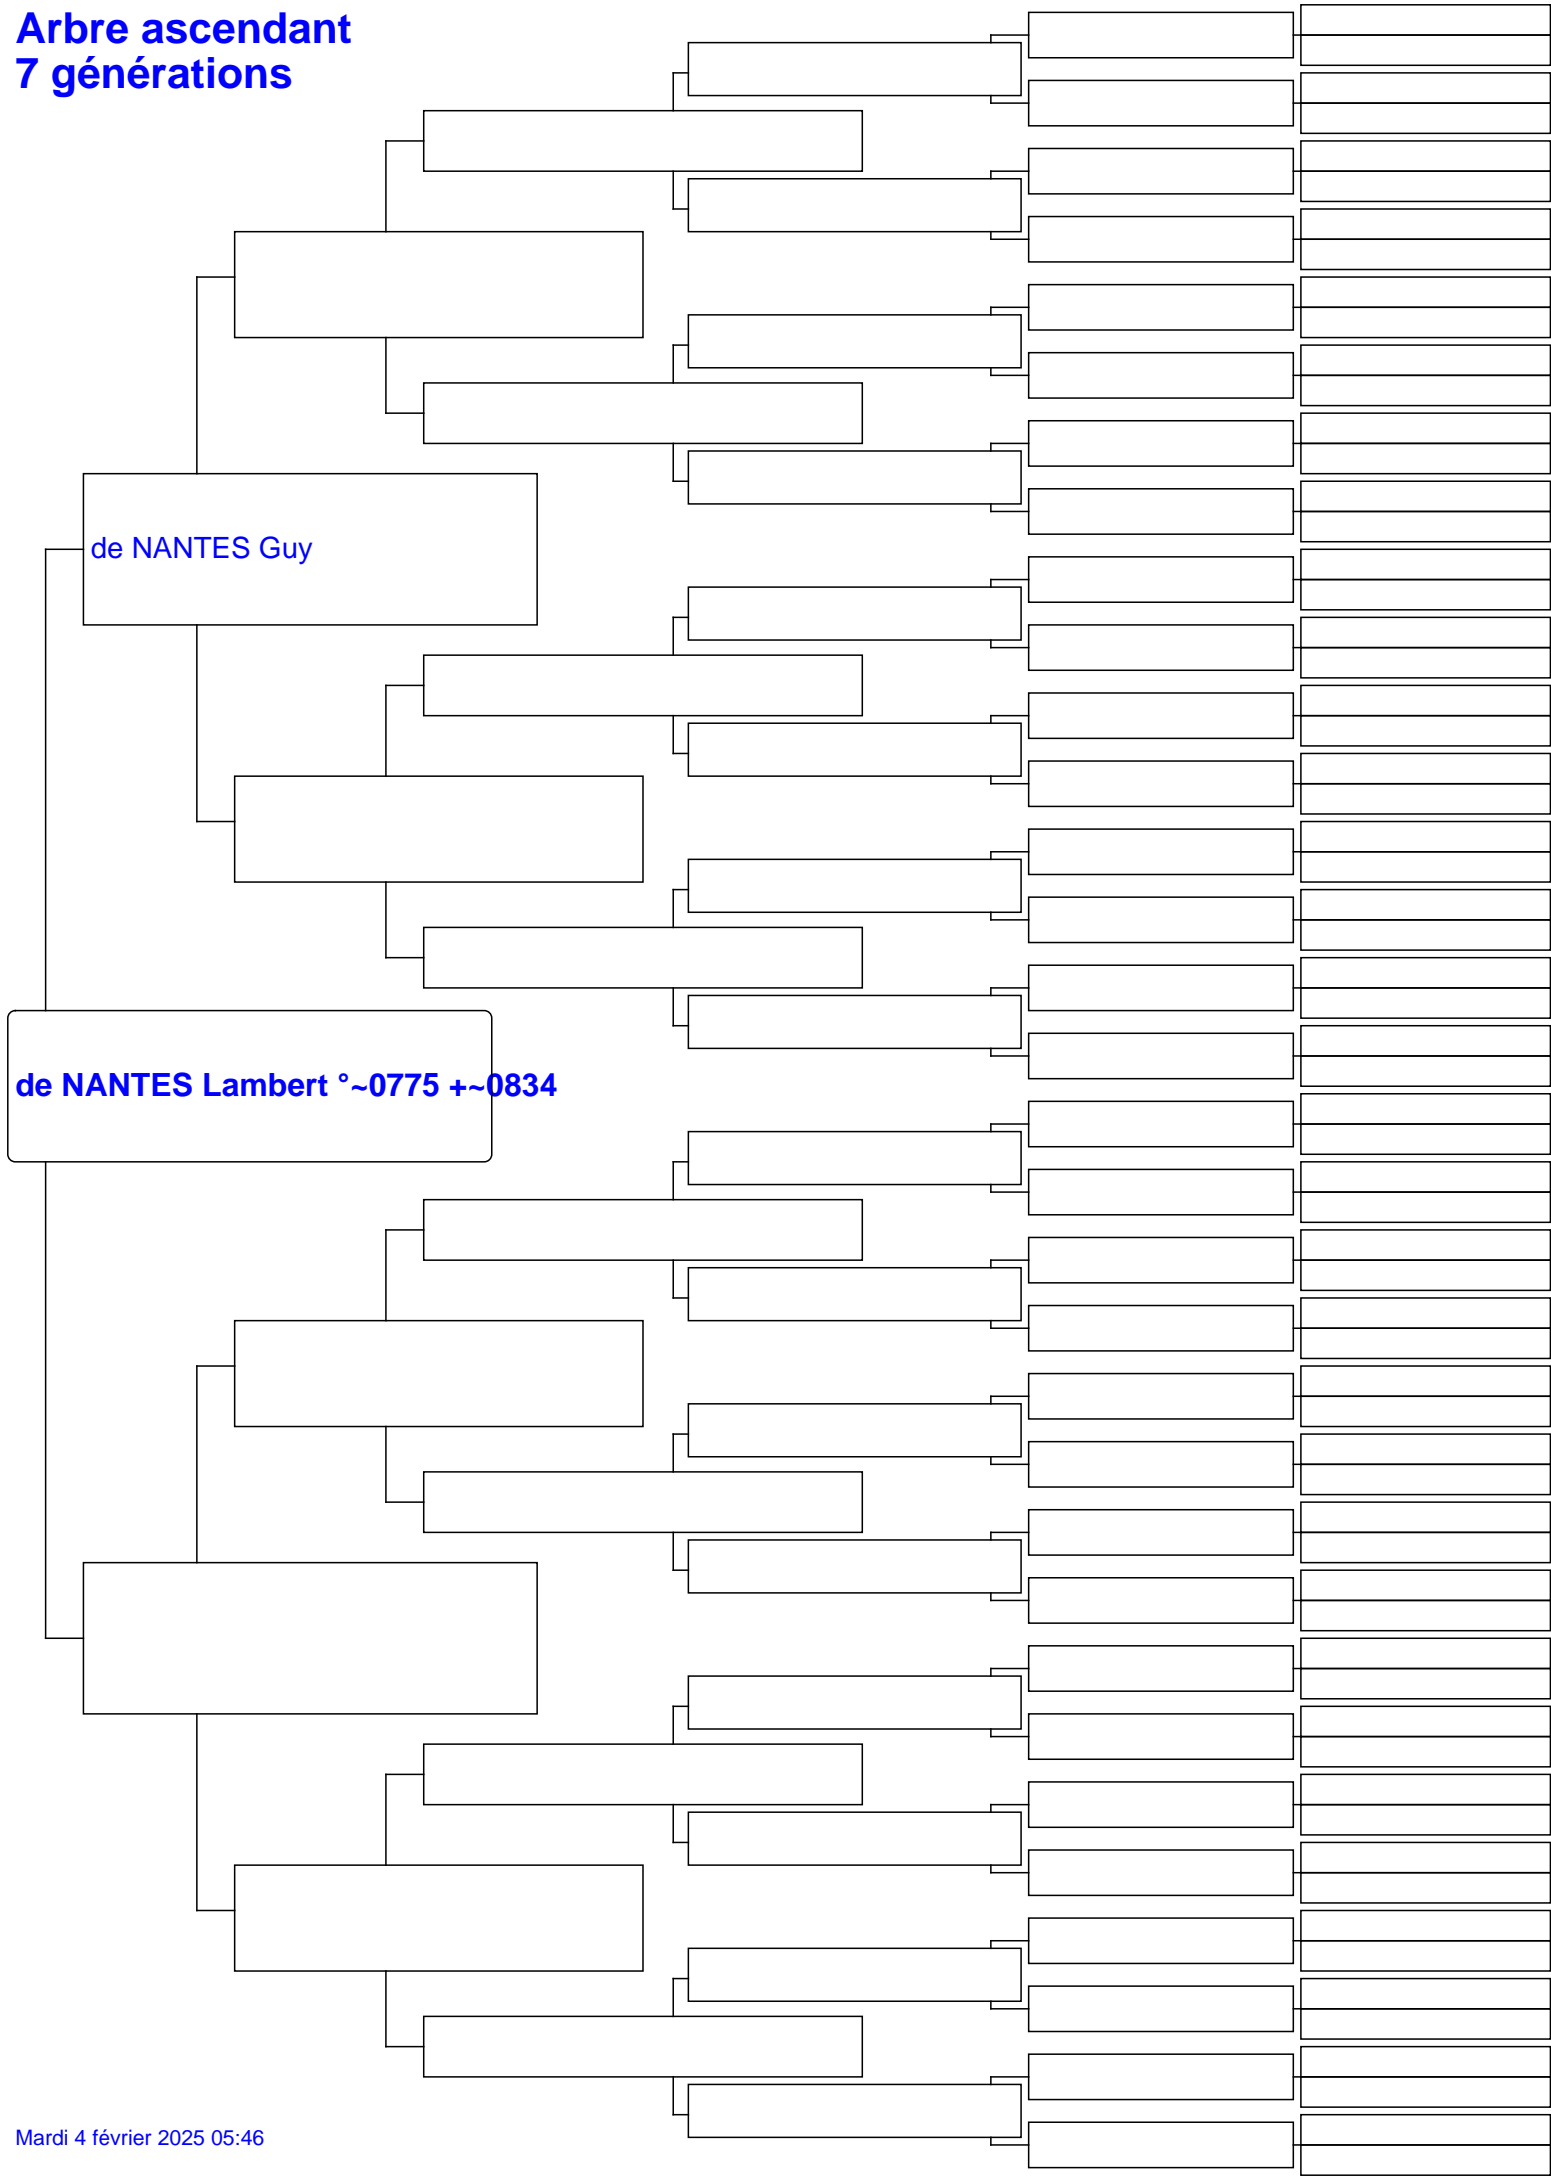 Arbre ascendant
7 générations
de NANTES Guy
de NANTES Lambert °~0775 +~0834
Mardi 4 février 2025 05:46